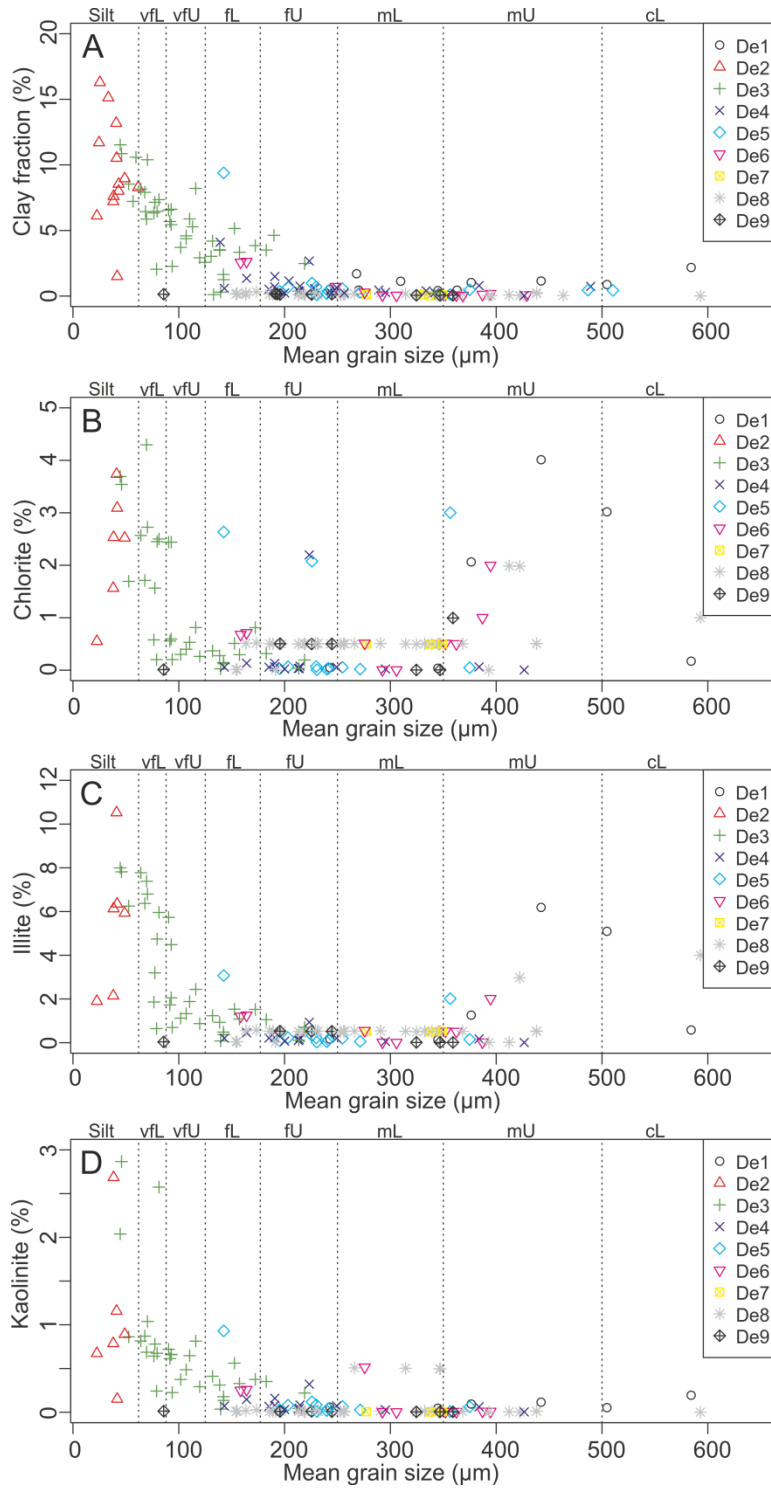 Silt vfL vfU fL fU mL mU cL
A
Clay fraction (%)
20
15
10
5
0
0 100 200 300 400 500 600
Mean grain size (μm)
De1
De2
De3
De4
De5
De6
De7
De8
De9
Silt vfL vfU fL fU mL mU cL
B
Chlorite (%)
5
4
3
2
1
0
0 100 200 300 400 500 600
Mean grain size (μm)
De1
De2
De3
De4
De5
De6
De7
De8
De9
Silt vfL vfU fL fU mL mU cL
C
Illite (%)
12
10
8
6
4
2
0
0 100 200 300 400 500 600
Mean grain size (μm)
De1
De2
De3
De4
De5
De6
De7
De8
De9
Silt vfL vfU fL fU mL mU cL
D
Kaolinite (%)
3
2
1
0
0 100 200 300 400 500 600
Mean grain size (μm)
De1
De2
De3
De4
De5
De6
De7
De8
De9